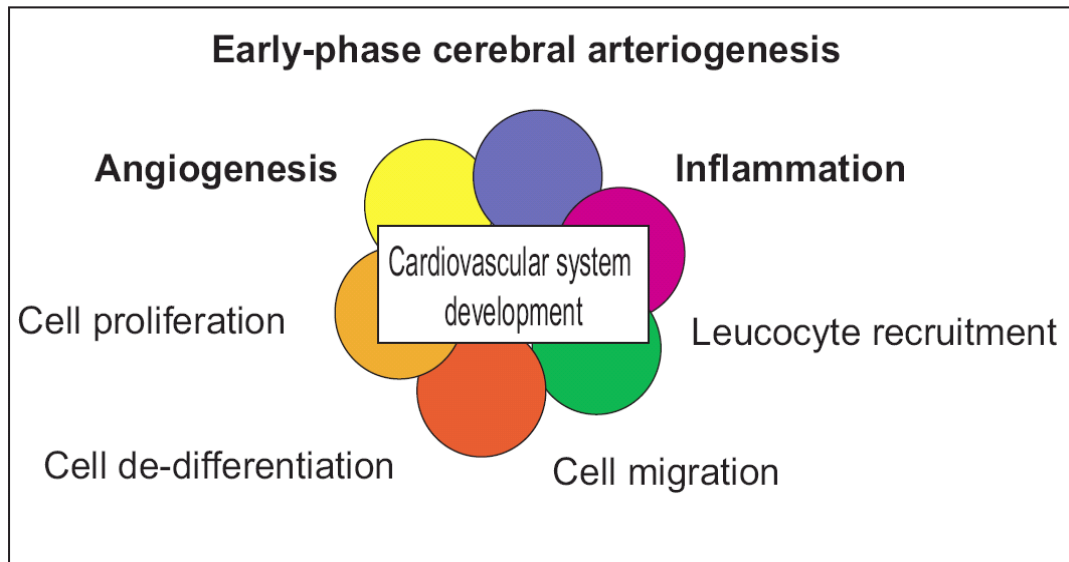 Early-phase cerebral arteriogenesis
Angiogenesis
Inflammation
Cardiovascular system
development
Cell proliferation
Leucocyte recruitment
Cell de-differentiation
Cell migration